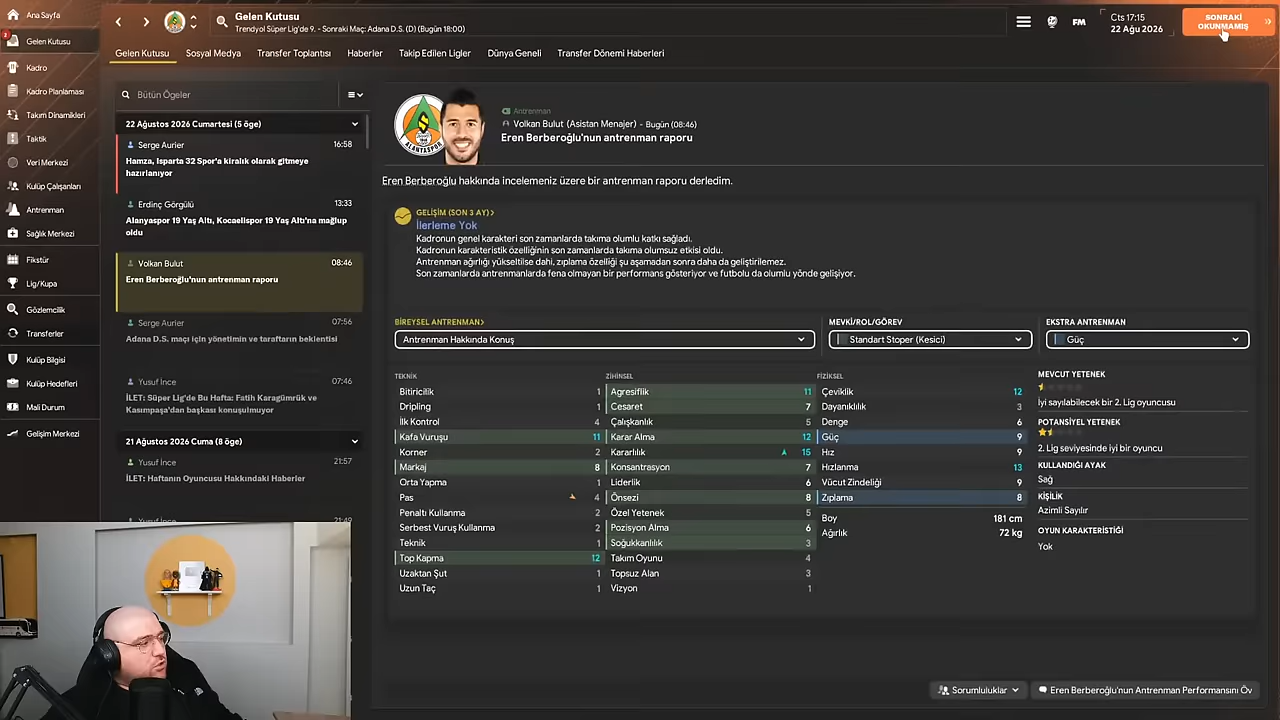 Ana Sayfa
Gelen Kutusu
Kadro
Kadro Planlaması
Takım Dinamikleri
Taktik
Veri Merkezi
Kulüp Çalışanları
Antrenman
Sağlık Merkezi
Fikstür
Lig/Kupa
Gözlemcilik
Transferler
Kulüp Bilgisi
Kulüp Hedefleri
Mali Durum
Gelişim Merkezi
Gelen Kutusu
Trendyol Süper Lig'de 9. - Sonraki Maç: Adana D.S. (D) (Bugün 18:00)
FM
Cts 17:15
22 Ağu 2026
SONRAKİ
OKUNMAMIŞ
Gelen Kutusu
Sosyal Medya
Transfer Toplantısı
Haberler
Takip Edilen Ligler
Dünya Geneli
Transfer Dönemi Haberleri
Bütün Ögeler
22 Ağustos 2026 Cumartesi (5 öge)
Serge Aurier 16:58
Hamza, Isparta 32 Spor'a kiralık olarak gitmeye
hazırlanıyor
Erdinç Görgülü 13:33
Alanyaspor 19 Yaş Altı, Kocaelispor 19 Yaş Altı'na mağlup
oldu
Volkan Bulut 08:46
Eren Berberoğlu'nun antrenman raporu
Serge Aurier 07:56
Adana D.S. maçı için yönetimin ve taraftarın beklentisi
Yusuf İnce 07:46
İLET: Süper Lig'de Bu Hafta: Fatih Karagümrük ve
Kasımpaşa'dan başkası konuşulmuyor
21 Ağustos 2026 Cuma (8 öge)
Yusuf İnce 21:57
İLET: Haftanın Oyuncusu Hakkındaki Haberler
Yusuf İnce 21:49
ALANYASPOR
Antrenman
Volkan Bulut (Asistan Menajer) - Bugün (08:46)
Eren Berberoğlu'nun antrenman raporu
Eren Berberoğlu hakkında incelemeniz üzere bir antrenman raporu derledim.
GELİŞİM (SON 3 AY)
İlerleme Yok
Kadronun genel karakteri son zamanlarda takıma olumlu katkı sağladı.
Kadronun karakteristik özelliğinin son zamanlarda takıma olumsuz etkisi oldu.
Antrenman ağırlığı yükseltilse dahi, zıplama özelliği şu aşamadan sonra daha da geliştirilemez.
Son zamanlarda antrenmanlarda fena olmayan bir performans gösteriyor ve futbolu da olumlu yönde gelişiyor.
BİREYSEL ANTRENMAN
Antrenman Hakkında Konuş
MEVKİ/ROL/GÖREV
Standart Stoper (Kesici)
EKSTRA ANTRENMAN
Güç
TEKNİK
Bitiricilik 1
Dripling 1
İlk Kontrol 4
Kafa Vuruşu 11
Korner 2
Markaj 8
Orta Yapma 1
Pas 4
Penaltı Kullanma 2
Serbest Vuruş Kullanma 2
Teknik 1
Top Kapma 12
Uzaktan Şut 1
Uzun Taç 1
ZİHİNSEL
Agresiflik 11
Cesaret 7
Çalışkanlık 5
Karar Alma 12
Kararlılık 15
Konsantrasyon 7
Liderlik 6
Önsezi 8
Özel Yetenek 5
Pozisyon Alma 6
Soğukkanlılık 3
Takım Oyunu 4
Topsuz Alan 3
Vizyon 1
FİZİKSEL
Çeviklik 12
Dayanıklılık 3
Denge 6
Güç 9
Hız 9
Hızlanma 13
Vücut Zindeliği 9
Zıplama 8
Boy 181 cm
Ağırlık 72 kg
MEVCUT YETENEK
İyi sayılabilecek bir 2. Lig oyuncusu
POTANSİYEL YETENEK
2. Lig seviyesinde iyi bir oyuncu
KULLANDIĞI AYAK
Sağ
KİŞİLİK
Azimli Sayılır
OYUN KARAKTERİSTİĞİ
Yok
Sorumluluklar
Eren Berberoğlu'nun Antrenman Performansını Öv